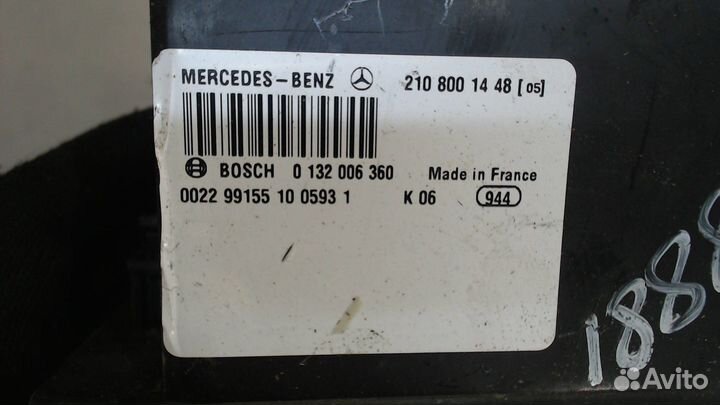 MERCEDES-BENZ 210 800 14 48 [05]
BOSCH 0 132 006 360 Made in France
0022 99155 10 0593 1 K 06 944
188
Avito